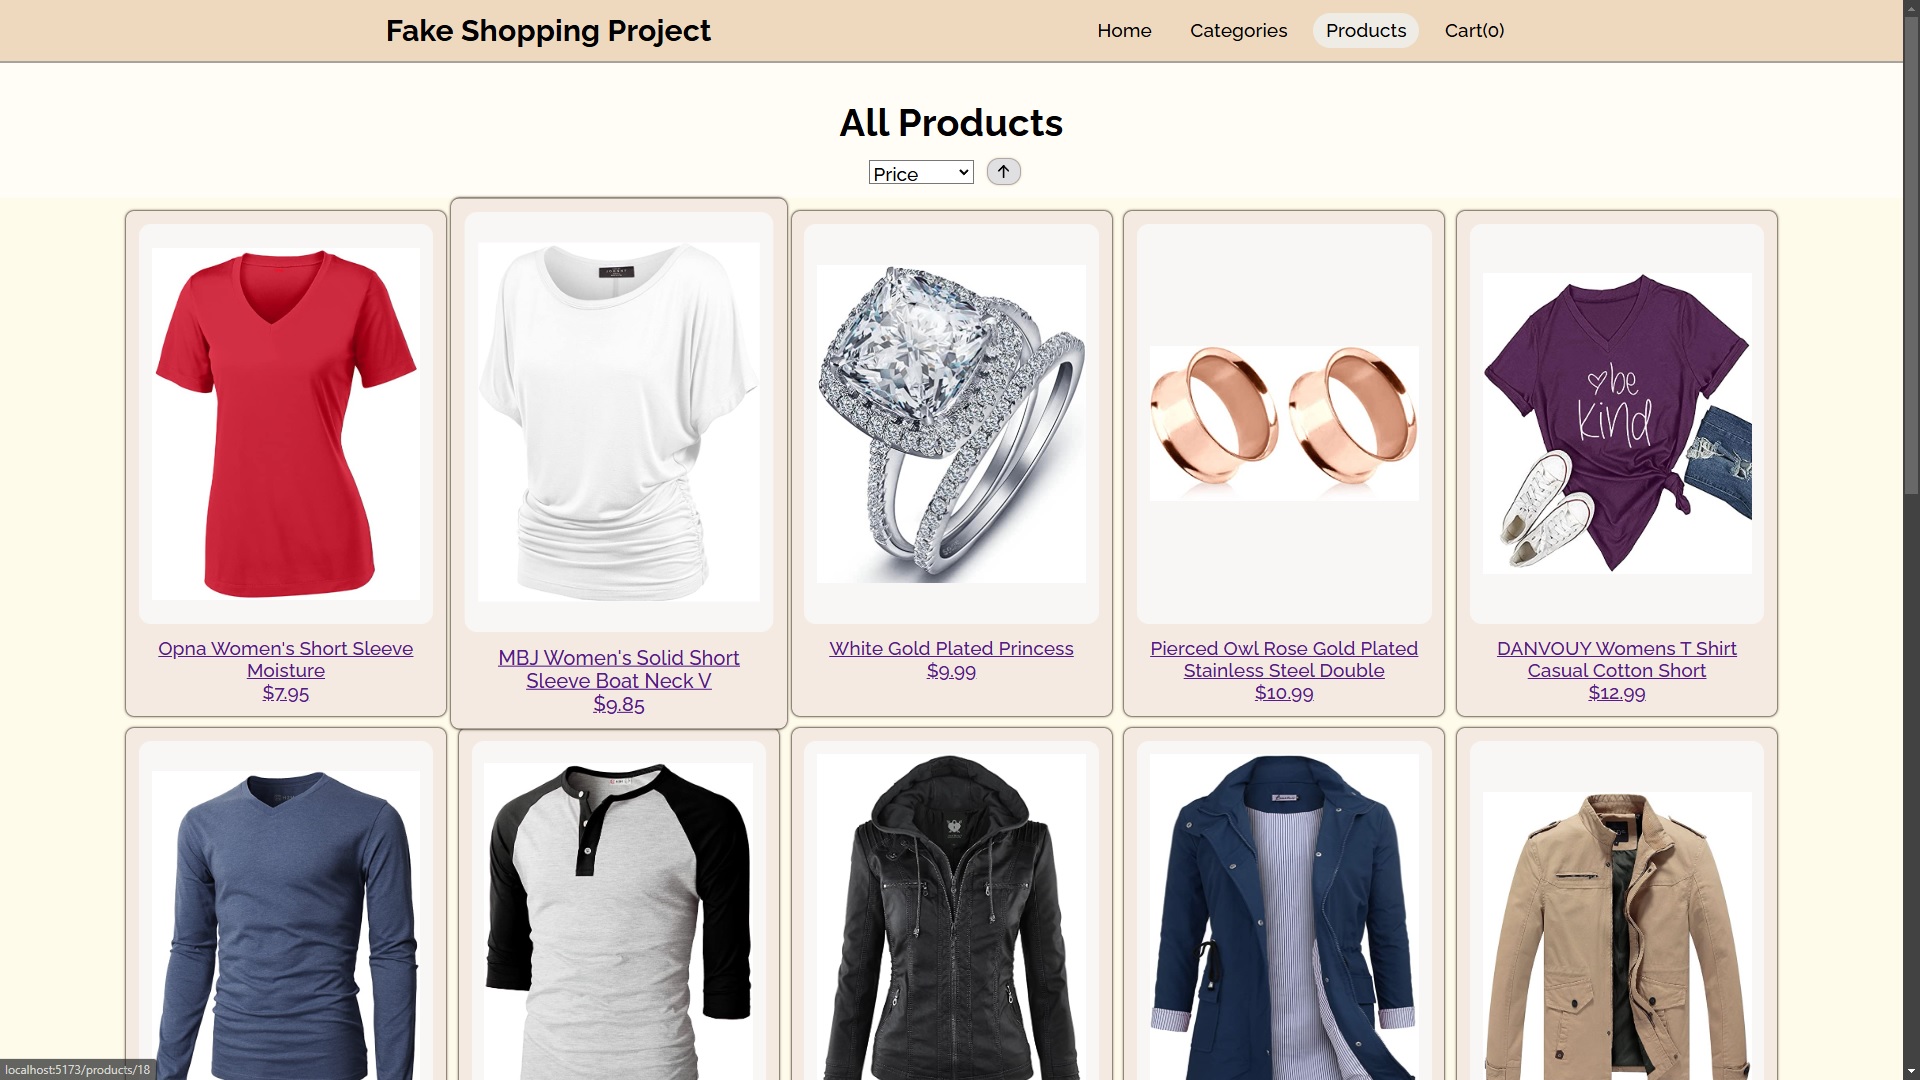 Fake Shopping Project
Home
Categories
Products
Cart(0)
All Products
Price
↑
be
kind
Opna Women's Short Sleeve
Moisture
$7.95
MBJ Women's Solid Short
Sleeve Boat Neck V
$9.85
White Gold Plated Princess
$9.99
Pierced Owl Rose Gold Plated
Stainless Steel Double
$10.99
DANVOUY Womens T Shirt
Casual Cotton Short
$12.99
localhost:5173/products/18